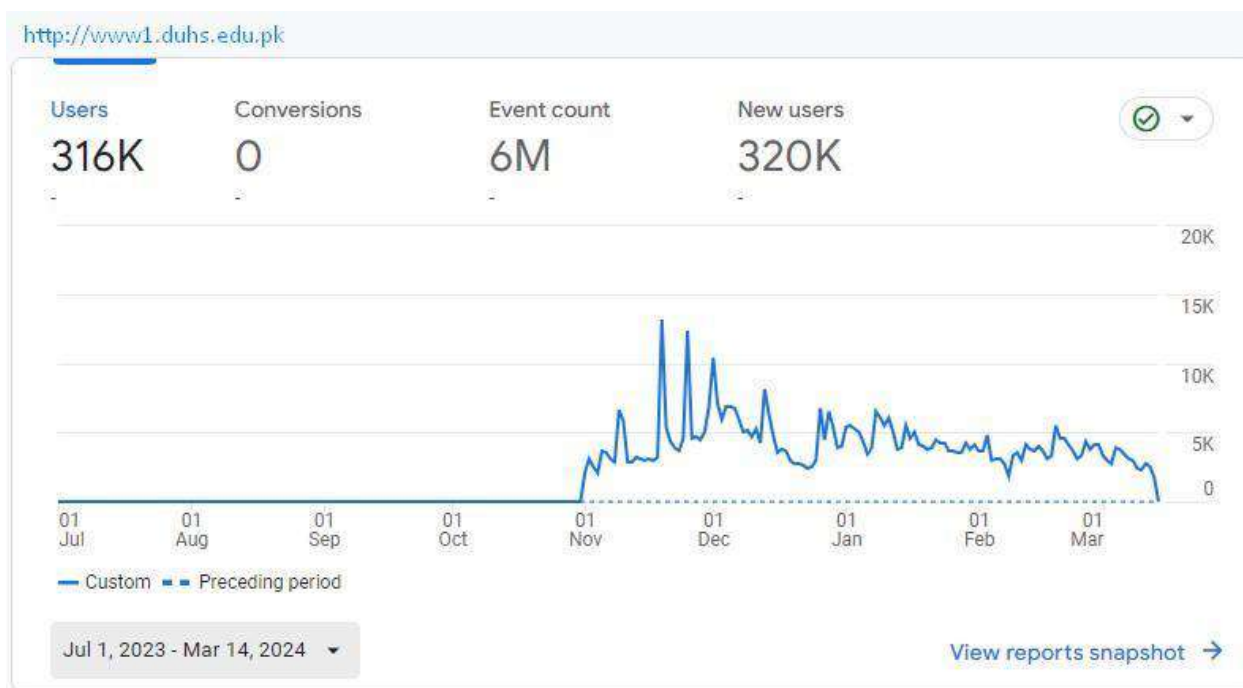 http://www1.duhs.edu.pk
Users Conversions Event count New users
316K 0 6M 320K
- - - -
20K
15K
10K
5K
0
01 01 01 01 01 01 01 01 01
Jul Aug Sep Oct Nov Dec Jan Feb Mar
Custom Preceding period
Jul 1, 2023 - Mar 14, 2024
View reports snapshot